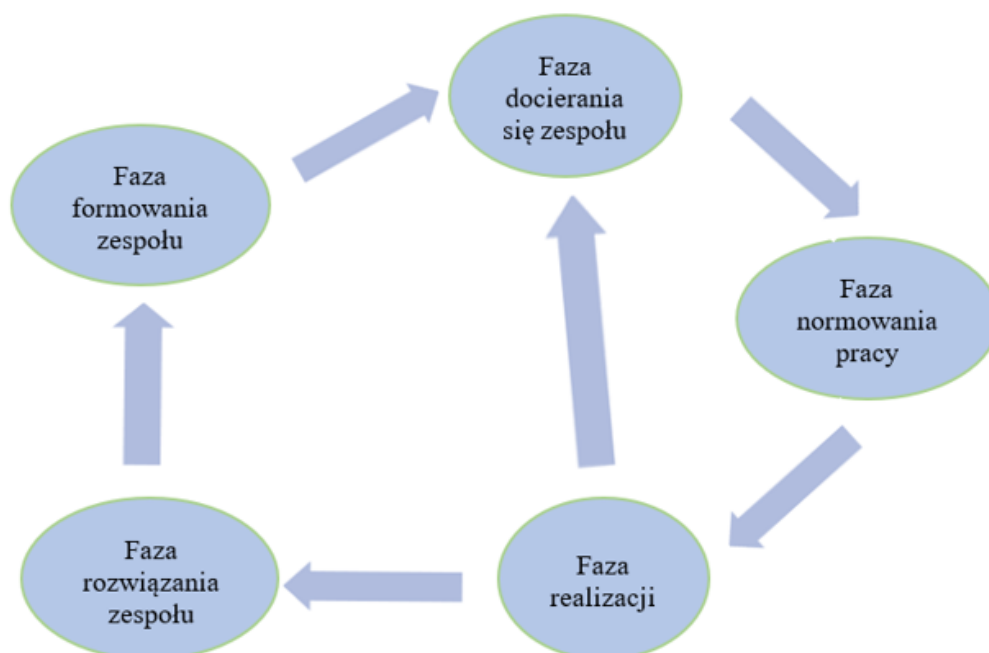 Faza
docierania
się zespołu
Faza
formowania
zespołu
Faza
normowania
pracy
Faza
rozwiązania
zespołu
Faza
realizacji